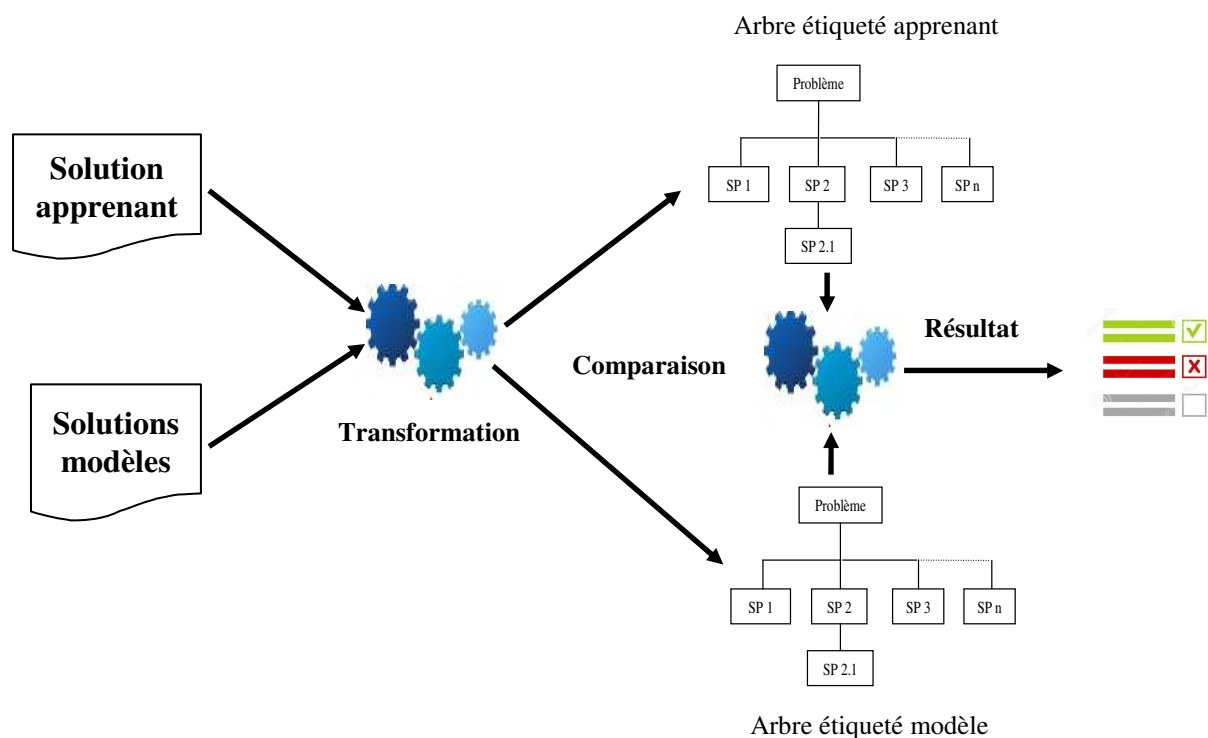 Arbre étiqueté apprenant
Problème
SP 1
SP 2
SP 3
SP n
SP 2.1
Solution
apprenant
Solutions
modèles
Transformation
Comparaison
Résultat
Problème
SP 1
SP 2
SP 3
SP n
SP 2.1
Arbre étiqueté modèle